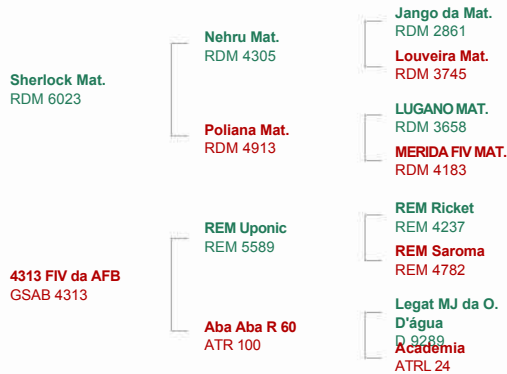 Jango da Mat.
RDM 2861
Nehru Mat.
RDM 4305
Louveira Mat.
RDM 3745
Sherlock Mat.
RDM 6023
LUGANO MAT.
RDM 3658
Poliana Mat.
RDM 4913
MERIDA FIV MAT.
RDM 4183
REM Ricket
REM 4237
REM Uponic
REM 5589
REM Saroma
REM 4782
4313 FIV da AFB
GSAB 4313
Legat MJ da O.
D'água
D 9289
Aba Aba R 60
ATR 100
Academia
ATRL 24